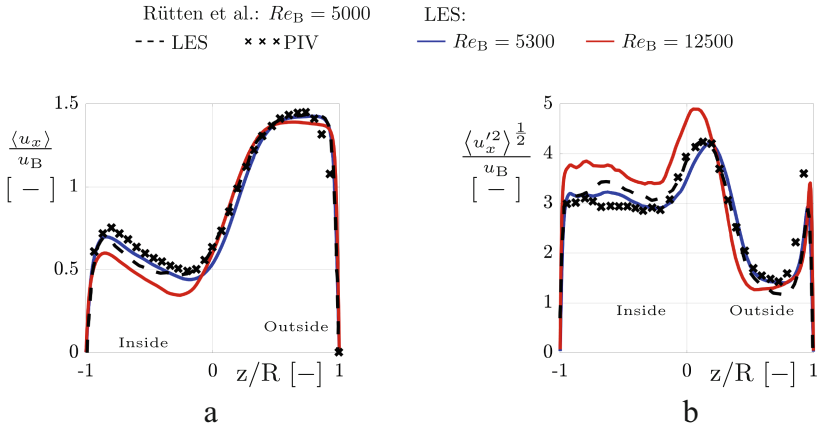 Rütten et al.: Re_B = 5000 LES:
LES PIV Re_B = 5300 Re_B = 12500
1.5
1
0.5
0
⟨u_x⟩/u_B
[ − ]
Inside
Outside
-1 0 1
z/R [−]
a
5
4
3
2
1
0
⟨u_x′²⟩^{1/2}/u_B
[ − ]
Inside Outside
-1 0 1
z/R [−]
b